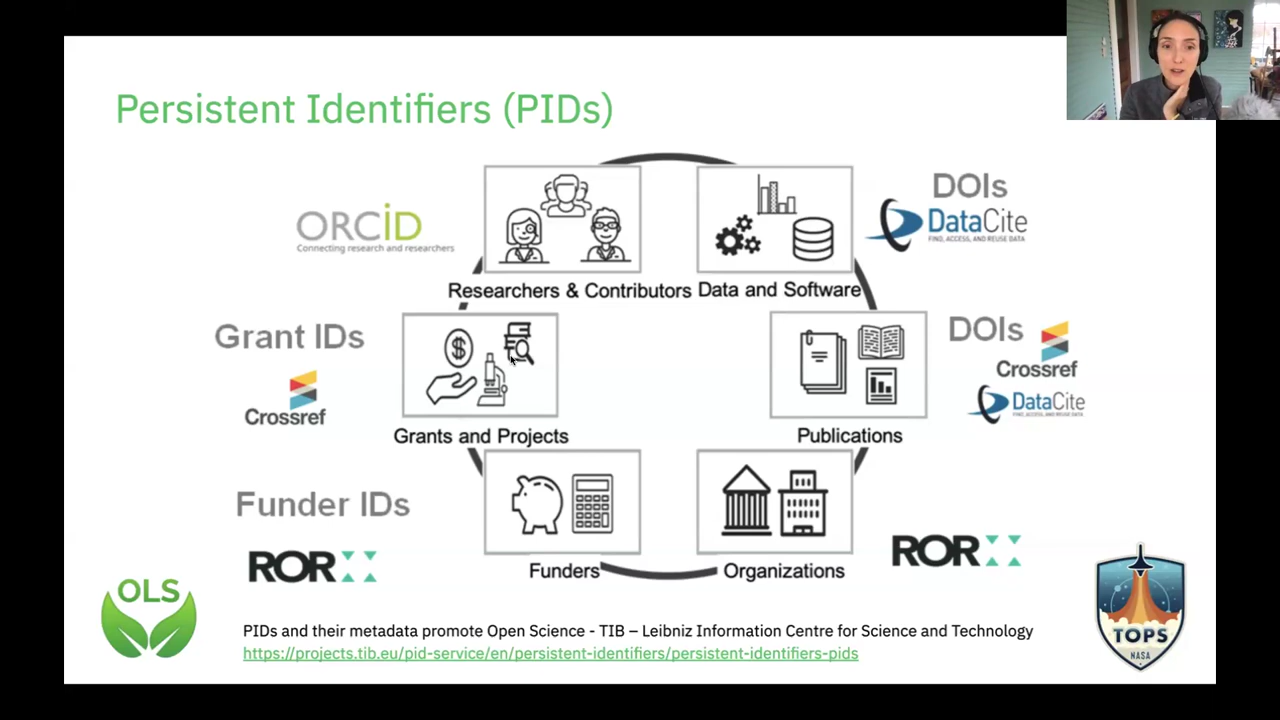 Persistent Identifiers (PIDs)
ORCID
Connecting research and researchers
DOIs
DataCite
FIND, ACCESS, AND REUSE DATA
Researchers & Contributors
Data and Software
Grant IDs
Crossref
$
Grants and Projects
DOIs
Crossref
DataCite
FIND, ACCESS, AND REUSE DATA
Publications
Funder IDs
ROR
Funders
Organizations
ROR
OLS
TOPS
NASA
PIDs and their metadata promote Open Science - TIB – Leibniz Information Centre for Science and Technology
https://projects.tib.eu/pid-service/en/persistent-identifiers/persistent-identifiers-pids